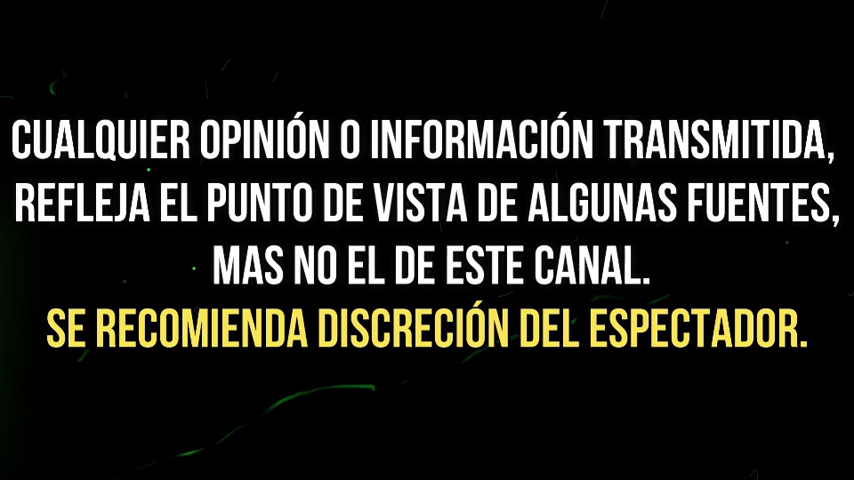 CUALQUIER OPINIÓN O INFORMACIÓN TRANSMITIDA,
REFLEJA EL PUNTO DE VISTA DE ALGUNAS FUENTES,
MAS NO EL DE ESTE CANAL.
SE RECOMIENDA DISCRECIÓN DEL ESPECTADOR.